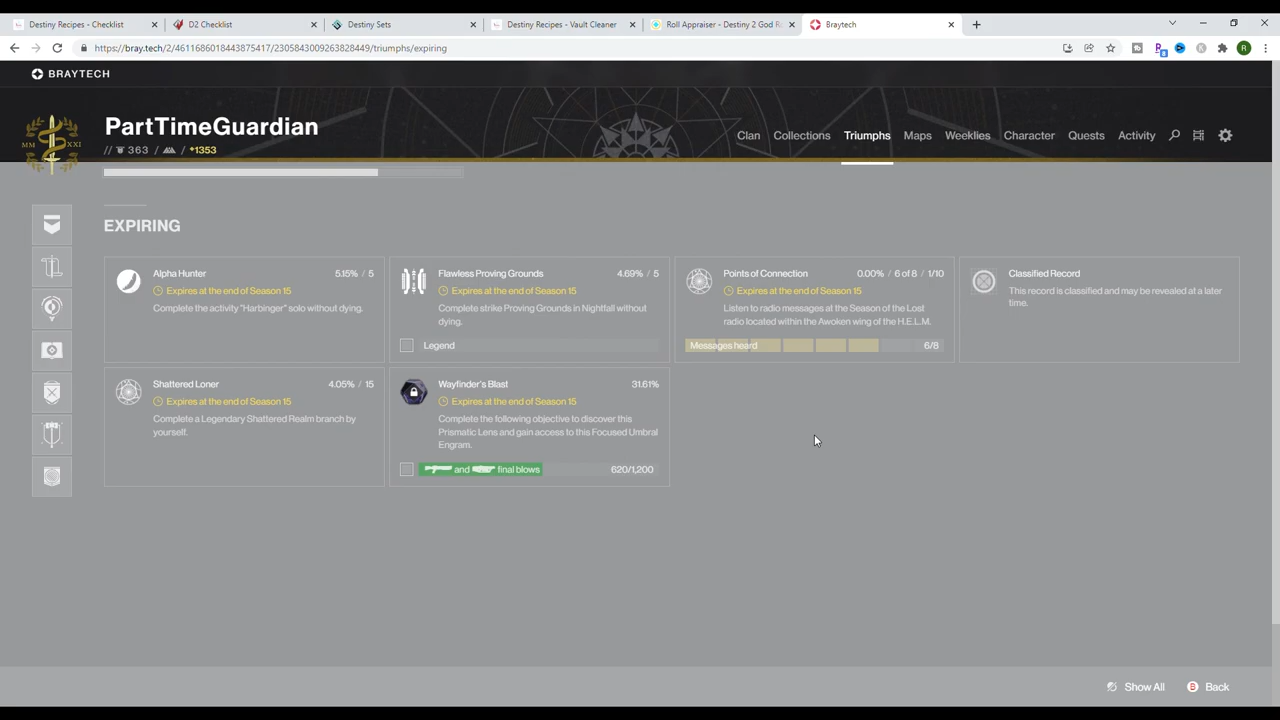 Destiny Recipes - Checklist
D2 Checklist
Destiny Sets
Destiny Recipes - Vault Cleaner
Roll Appraiser - Destiny 2 God R
Braytech
https://bray.tech/2/4611686018443875417/2305843009263828449/triumphs/expiring
R
BRAYTECH
PartTimeGuardian
MM XXI
// 363 / / 1353
Clan
Collections
Triumphs
Maps
Weeklies
Character
Quests
Activity
EXPIRING
Alpha Hunter 5.15% / 5
Expires at the end of Season 15
Complete the activity "Harbinger" solo without dying.
Flawless Proving Grounds 4.69% / 5
Expires at the end of Season 15
Complete strike Proving Grounds in Nightfall without
dying.
Legend
Points of Connection 0.00% / 6 of 8 / 1/10
Expires at the end of Season 15
Listen to radio messages at the Season of the Lost
radio located within the Awoken wing of the H.E.L.M.
Messages heard 6/8
Classified Record
This record is classified and may be revealed at a later
time.
Shattered Loner 4.05% / 15
Expires at the end of Season 15
Complete a Legendary Shattered Realm branch by
yourself.
Wayfinder's Blast 31.61%
Expires at the end of Season 15
Complete the following objective to discover this
Prismatic Lens and gain access to this Focused Umbral
Engram.
and final blows 620/1,200
Show All
B Back